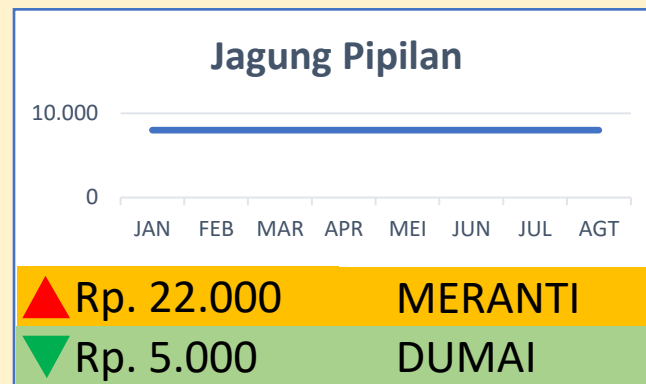 Jagung Pipilan
10.000
0
JAN FEB MAR APR MEI JUN JUL AGT
Rp. 22.000 MERANTI
Rp. 5.000 DUMAI